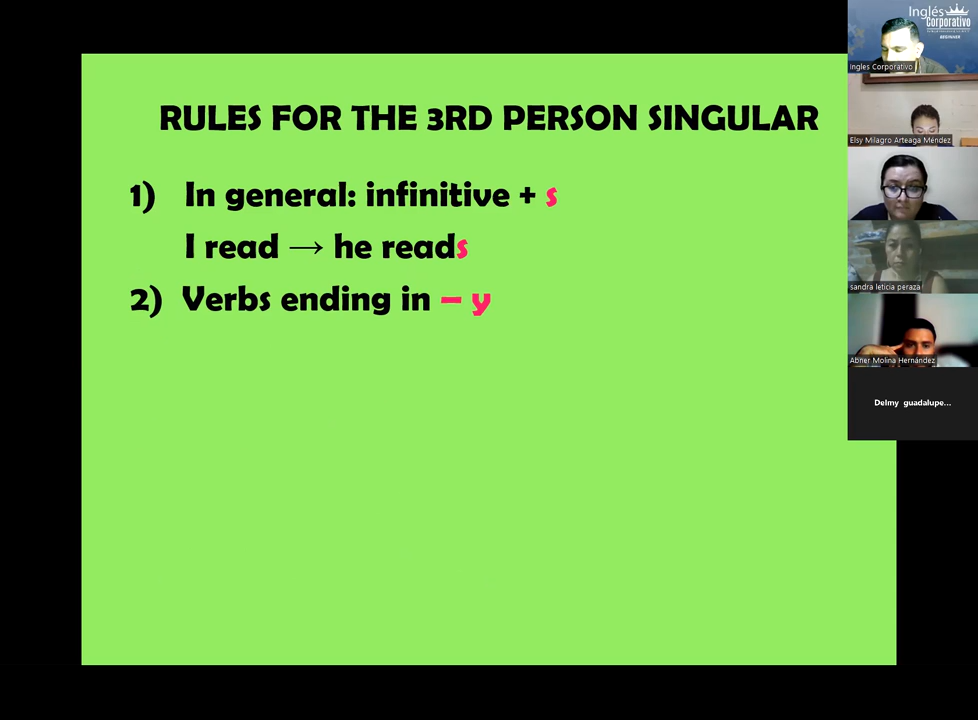 RULES FOR THE 3RD PERSON SINGULAR
1) In general: infinitive + s
I read → he reads
2) Verbs ending in – y
Inglés
Corporativo
BEGINNER
Ingles Corporativo
Elsy Milagro Arteaga Méndez
sandra leticia peraza
Abner Molina Hernández
Delmy guadalupe...